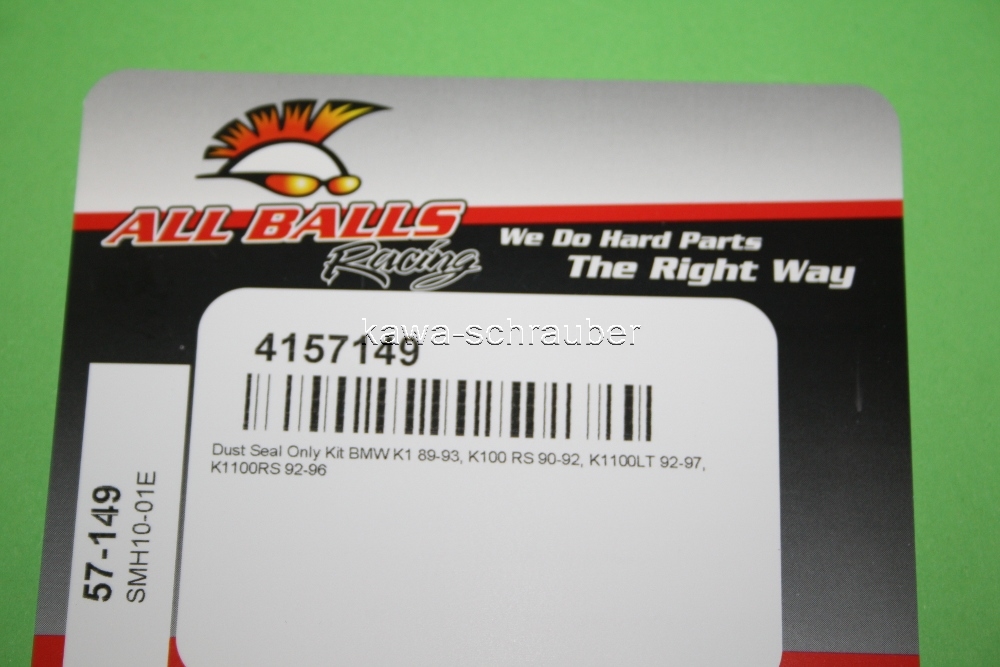 ALL BALLS
Racing
We Do Hard Parts
The Right Way
kawa-schrauber
4157149
Dust Seal Only Kit BMW K1 89-93, K100 RS 90-92, K1100LT 92-97,
K1100RS 92-96
57-149
SMH10-01E